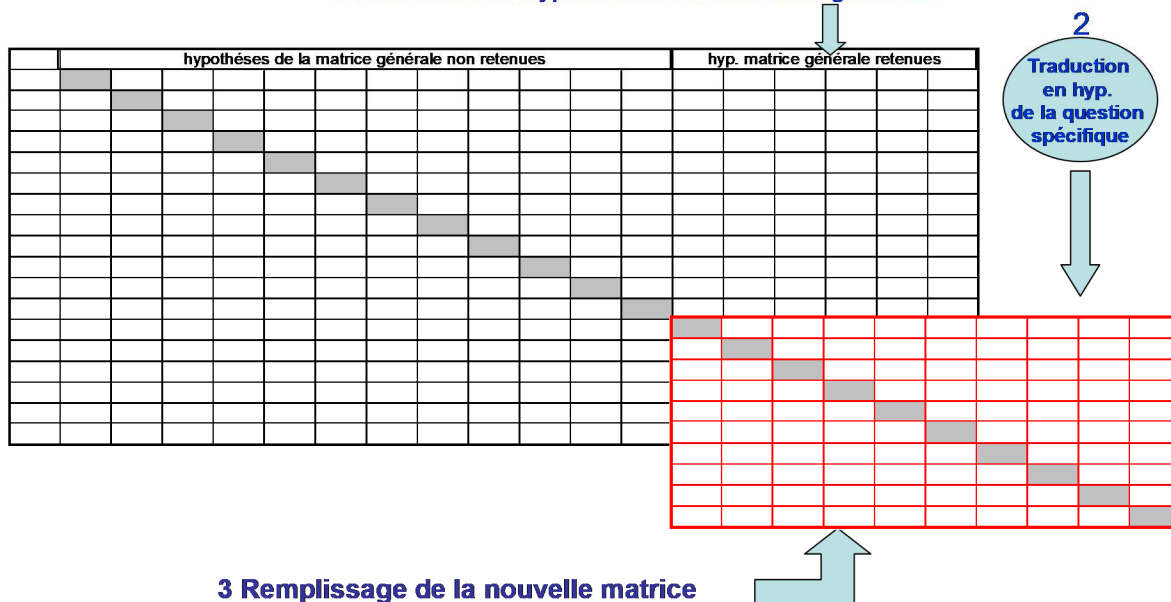 2
hypothéses de la matrice générale non retenues
hyp. matrice générale retenues
Traduction
en hyp.
de la question
spécifique
3 Remplissage de la nouvelle matrice